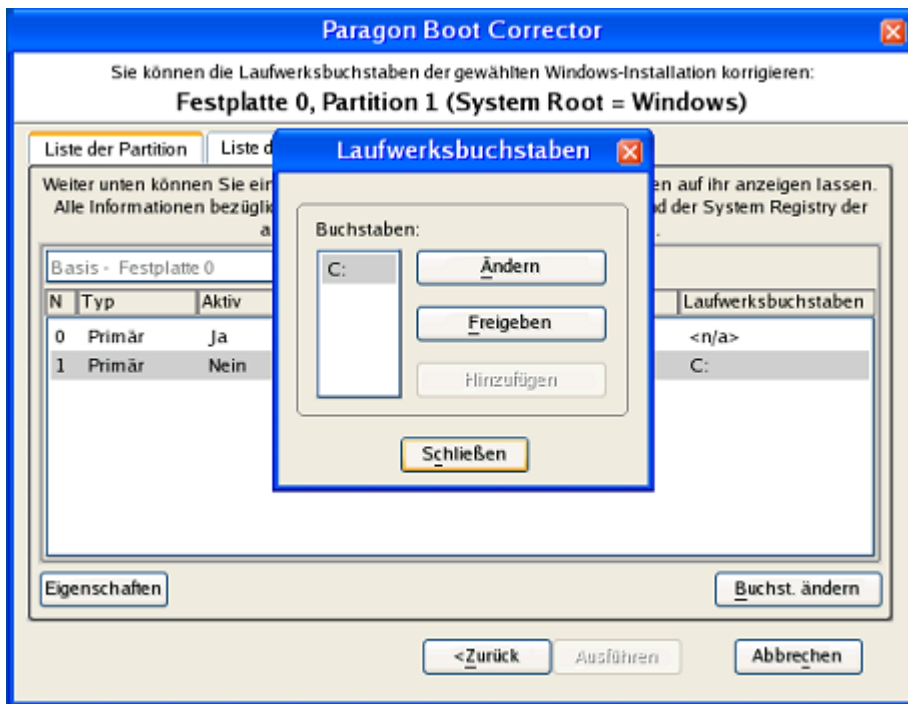 Paragon Boot Corrector
Sie können die Laufwerksbuchstaben der gewählten Windows-Installation korrigieren:
Festplatte 0, Partition 1 (System Root = Windows)
Liste der Partition
Liste d
Weiter unten können Sie ein
en auf ihr anzeigen lassen.
Alle Informationen bezüglic
d der System Registry der
a
.
Basis - Festplatte 0
N Typ Aktiv Laufwerksbuchstaben
0 Primär Ja <n/a>
1 Primär Nein C:
Laufwerksbuchstaben
Buchstaben:
C:
Ändern
Freigeben
Hinzufügen
Schließen
Eigenschaften
Buchst. ändern
<Zurück
Ausführen
Abbrechen